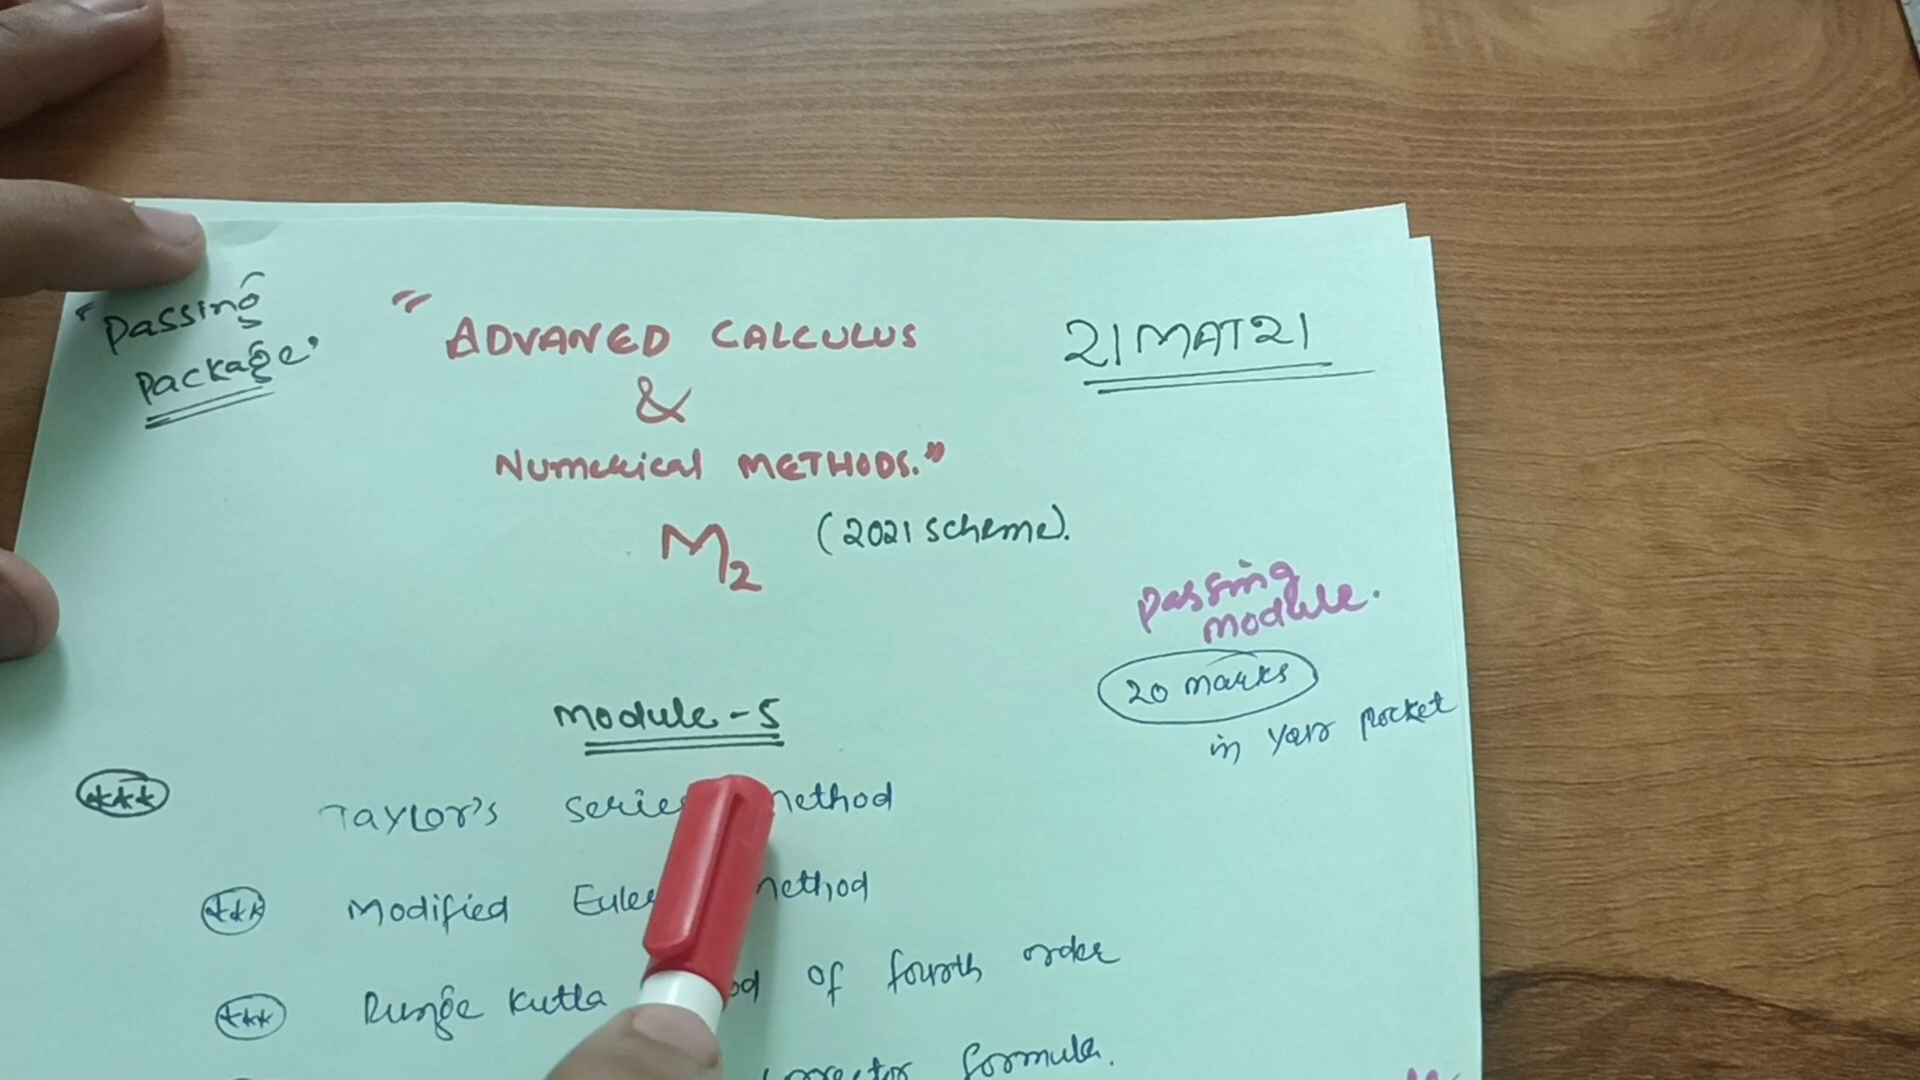 "Passing
Package"
"ADVANED CALCULUS
&
Numerical METHODS."
21MAT21
M2 (2021 scheme).
Passing
module.
20 marks
in your pocket
Module-5
*** Taylor's series method
*** Modified method
*** Runge Kutta of fourth order
formula.